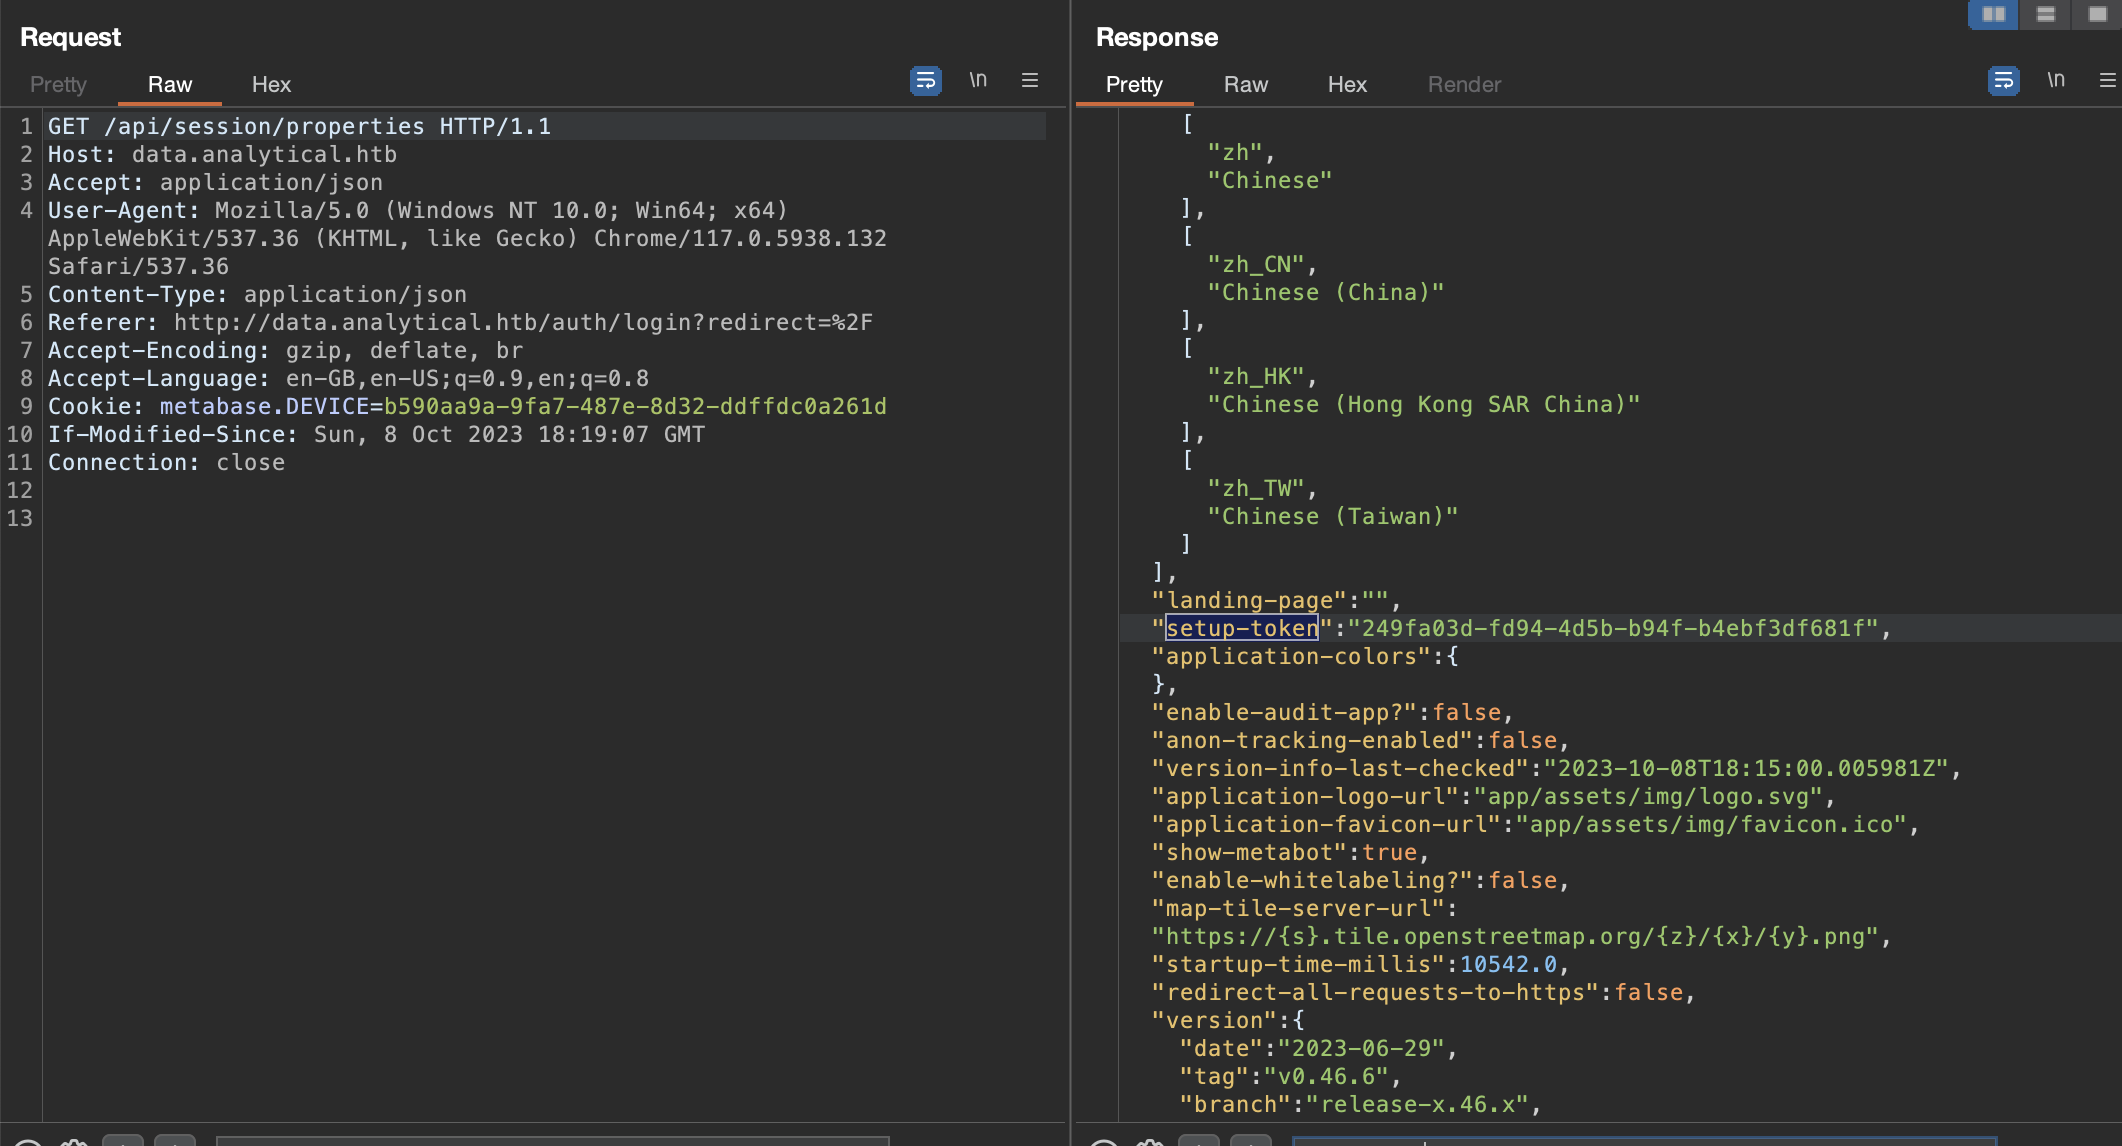 Request
Pretty Raw Hex \n
1 GET /api/session/properties HTTP/1.1
2 Host: data.analytical.htb
3 Accept: application/json
4 User-Agent: Mozilla/5.0 (Windows NT 10.0; Win64; x64)
AppleWebKit/537.36 (KHTML, like Gecko) Chrome/117.0.5938.132
Safari/537.36
5 Content-Type: application/json
6 Referer: http://data.analytical.htb/auth/login?redirect=%2F
7 Accept-Encoding: gzip, deflate, br
8 Accept-Language: en-GB,en-US;q=0.9,en;q=0.8
9 Cookie: metabase.DEVICE=b590aa9a-9fa7-487e-8d32-ddffdc0a261d
10 If-Modified-Since: Sun, 8 Oct 2023 18:19:07 GMT
11 Connection: close
12
13
Response
Pretty Raw Hex Render \n
[
"zh",
"Chinese"
],
[
"zh_CN",
"Chinese (China)"
],
[
"zh_HK",
"Chinese (Hong Kong SAR China)"
],
[
"zh_TW",
"Chinese (Taiwan)"
]
],
"landing-page":"",
"setup-token":"249fa03d-fd94-4d5b-b94f-b4ebf3df681f",
"application-colors":{
},
"enable-audit-app?":false,
"anon-tracking-enabled":false,
"version-info-last-checked":"2023-10-08T18:15:00.005981Z",
"application-logo-url":"app/assets/img/logo.svg",
"application-favicon-url":"app/assets/img/favicon.ico",
"show-metabot":true,
"enable-whitelabeling?":false,
"map-tile-server-url":
"https://{s}.tile.openstreetmap.org/{z}/{x}/{y}.png",
"startup-time-millis":10542.0,
"redirect-all-requests-to-https":false,
"version":{
"date":"2023-06-29",
"tag":"v0.46.6",
"branch":"release-x.46.x",